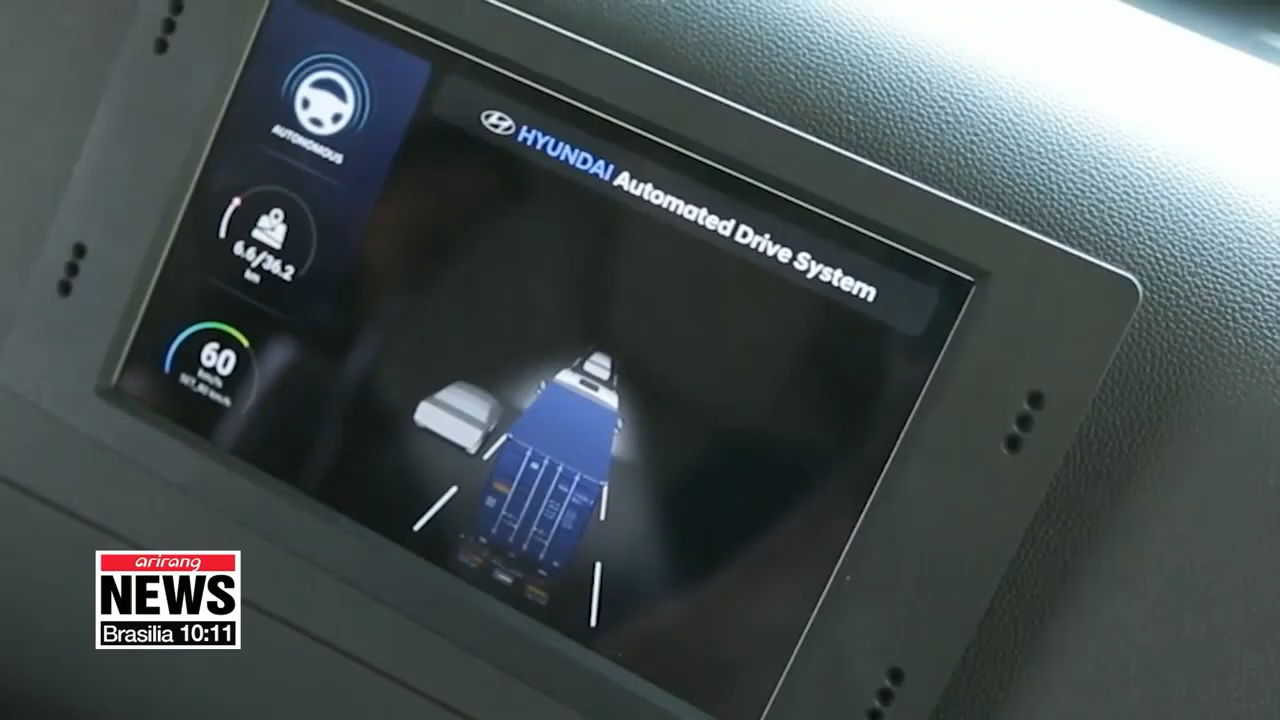 AUTONOMOUS
HYUNDAI Automated Drive System
6.6/36.2
km
60
km/h
arirang
NEWS
Brasilia 10:11